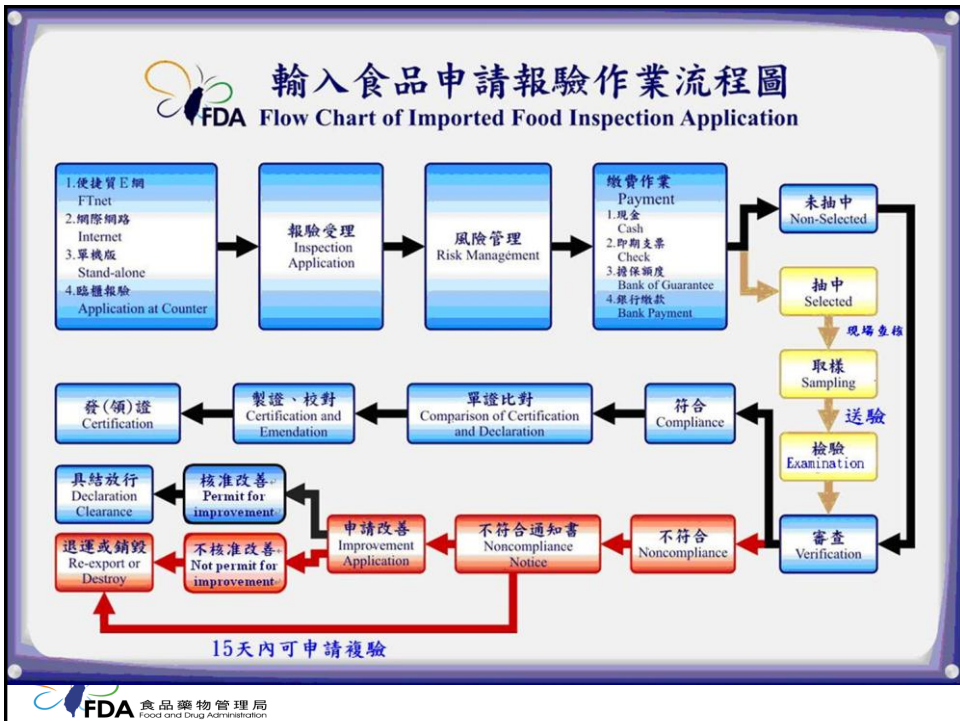 輸入食品申請報驗作業流程圖
FDA Flow Chart of Imported Food Inspection Application
1.便捷貿E網
FTnet
2.網際網路
Internet
3.單機版
Stand-alone
4.臨櫃報驗
Application at Counter
報驗受理
Inspection
Application
風險管理
Risk Management
繳費作業
Payment
1.現金
Cash
2.即期支票
Check
3.擔保額度
Bank of Guarantee
4.銀行繳款
Bank Payment
未抽中
Non-Selected
抽中
Selected
現場查核
取樣
Sampling
送驗
檢驗
Examination
審查
Verification
符合
Compliance
單證比對
Comparison of Certification
and Declaration
製證、校對
Certification and
Emendation
發(領)證
Certification
具結放行
Declaration
Clearance
核准改善
Permit for
improvement
申請改善
Improvement
Application
不符合通知書
Noncompliance
Notice
不符合
Noncompliance
退運或銷毀
Re-export or
Destroy
不核准改善
Not permit for
improvement
15天內可申請複驗
FDA 食品藥物管理局
Food and Drug Administration